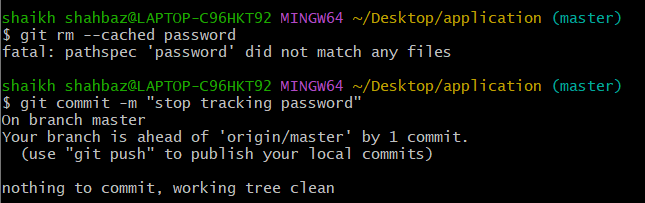 shaikh shahbaz@LAPTOP-C96HKT92 MINGW64 ~/Desktop/application (master)
$ git rm --cached password
fatal: pathspec 'password' did not match any files
shaikh shahbaz@LAPTOP-C96HKT92 MINGW64 ~/Desktop/application (master)
$ git commit -m "stop tracking password"
On branch master
Your branch is ahead of 'origin/master' by 1 commit.
  (use "git push" to publish your local commits)
nothing to commit, working tree clean